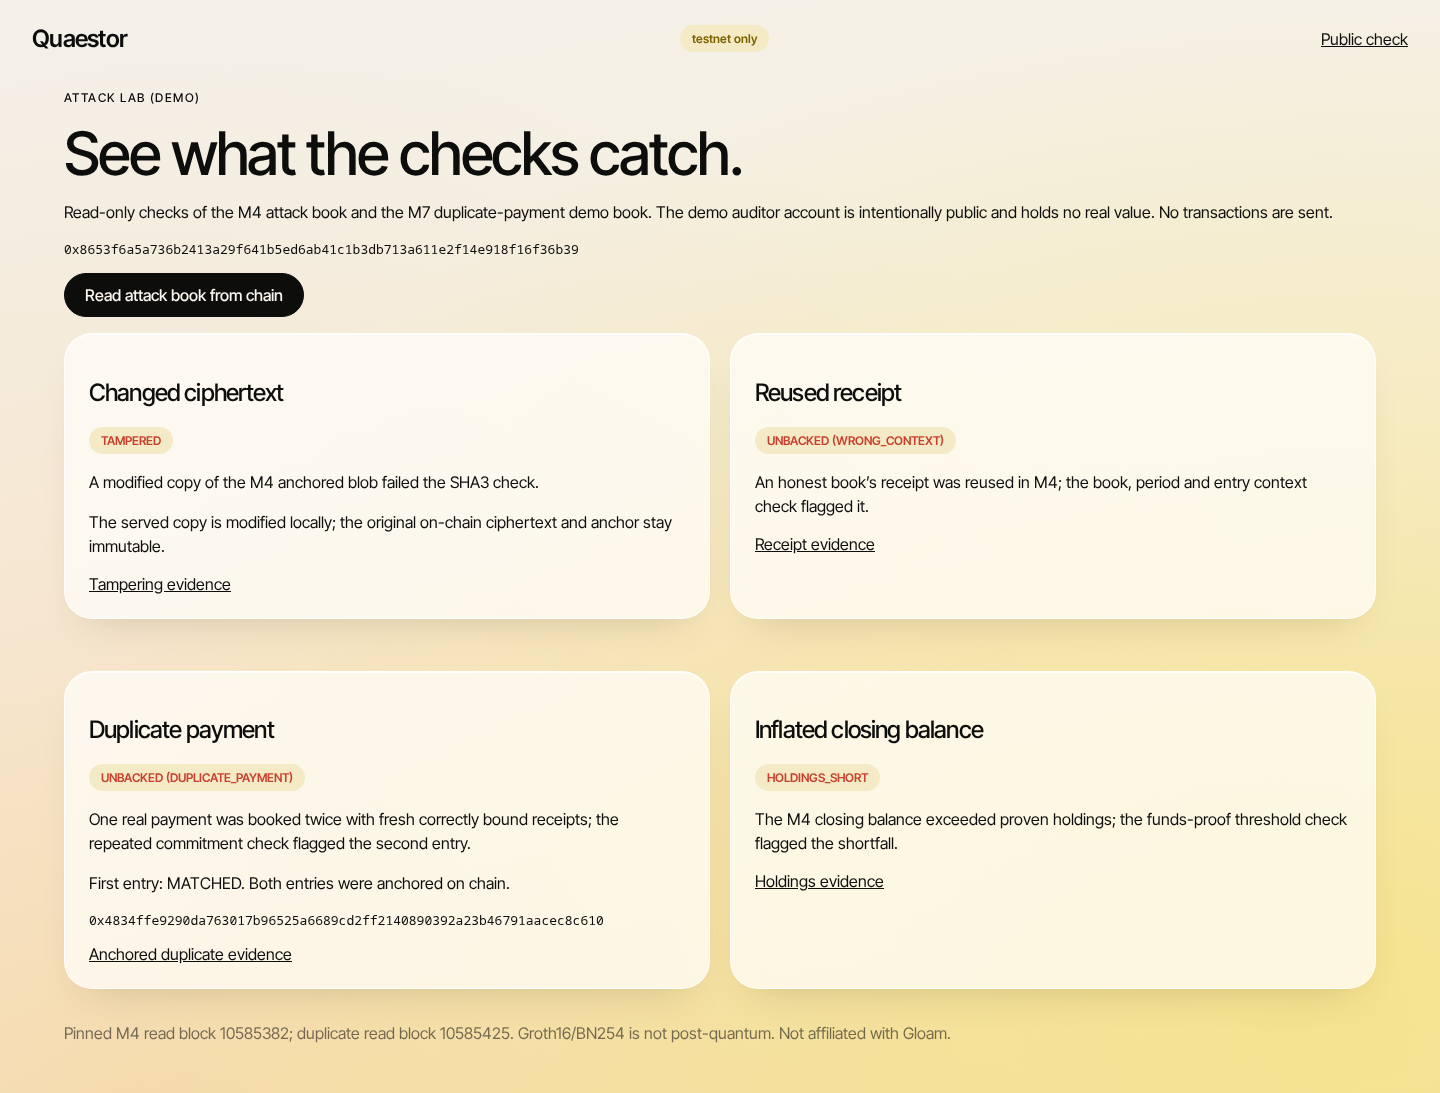 Quaestor
testnet only
Public check
ATTACK LAB (DEMO)
See what the checks catch.
Read-only checks of the M4 attack book and the M7 duplicate-payment demo book. The demo auditor account is intentionally public and holds no real value. No transactions are sent.
0x8653f6a5a736b2413a29f641b5ed6ab41c1b3db713a611e2f14e918f16f36b39
Read attack book from chain
Changed ciphertext
TAMPERED
A modified copy of the M4 anchored blob failed the SHA3 check.
The served copy is modified locally; the original on-chain ciphertext and anchor stay
immutable.
Tampering evidence
Reused receipt
UNBACKED (WRONG_CONTEXT)
An honest book’s receipt was reused in M4; the book, period and entry context
check flagged it.
Receipt evidence
Duplicate payment
UNBACKED (DUPLICATE_PAYMENT)
One real payment was booked twice with fresh correctly bound receipts; the
repeated commitment check flagged the second entry.
First entry: MATCHED. Both entries were anchored on chain.
0x4834ffe9290da763017b96525a6689cd2ff2140890392a23b46791aacec8c610
Anchored duplicate evidence
Inflated closing balance
HOLDINGS_SHORT
The M4 closing balance exceeded proven holdings; the funds-proof threshold check
flagged the shortfall.
Holdings evidence
Pinned M4 read block 10585382; duplicate read block 10585425. Groth16/BN254 is not post-quantum. Not affiliated with Gloam.